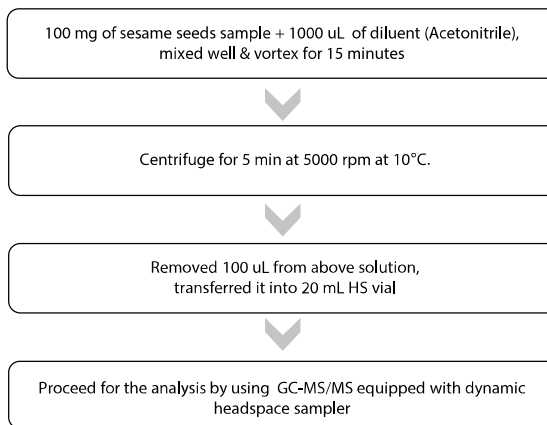 100 mg of sesame seeds sample + 1000 uL of diluent (Acetonitrile),
mixed well & vortex for 15 minutes
Centrifuge for 5 min at 5000 rpm at 10°C.
Removed 100 uL from above solution,
transferred it into 20 mL HS vial
Proceed for the analysis by using GC-MS/MS equipped with dynamic
headspace sampler